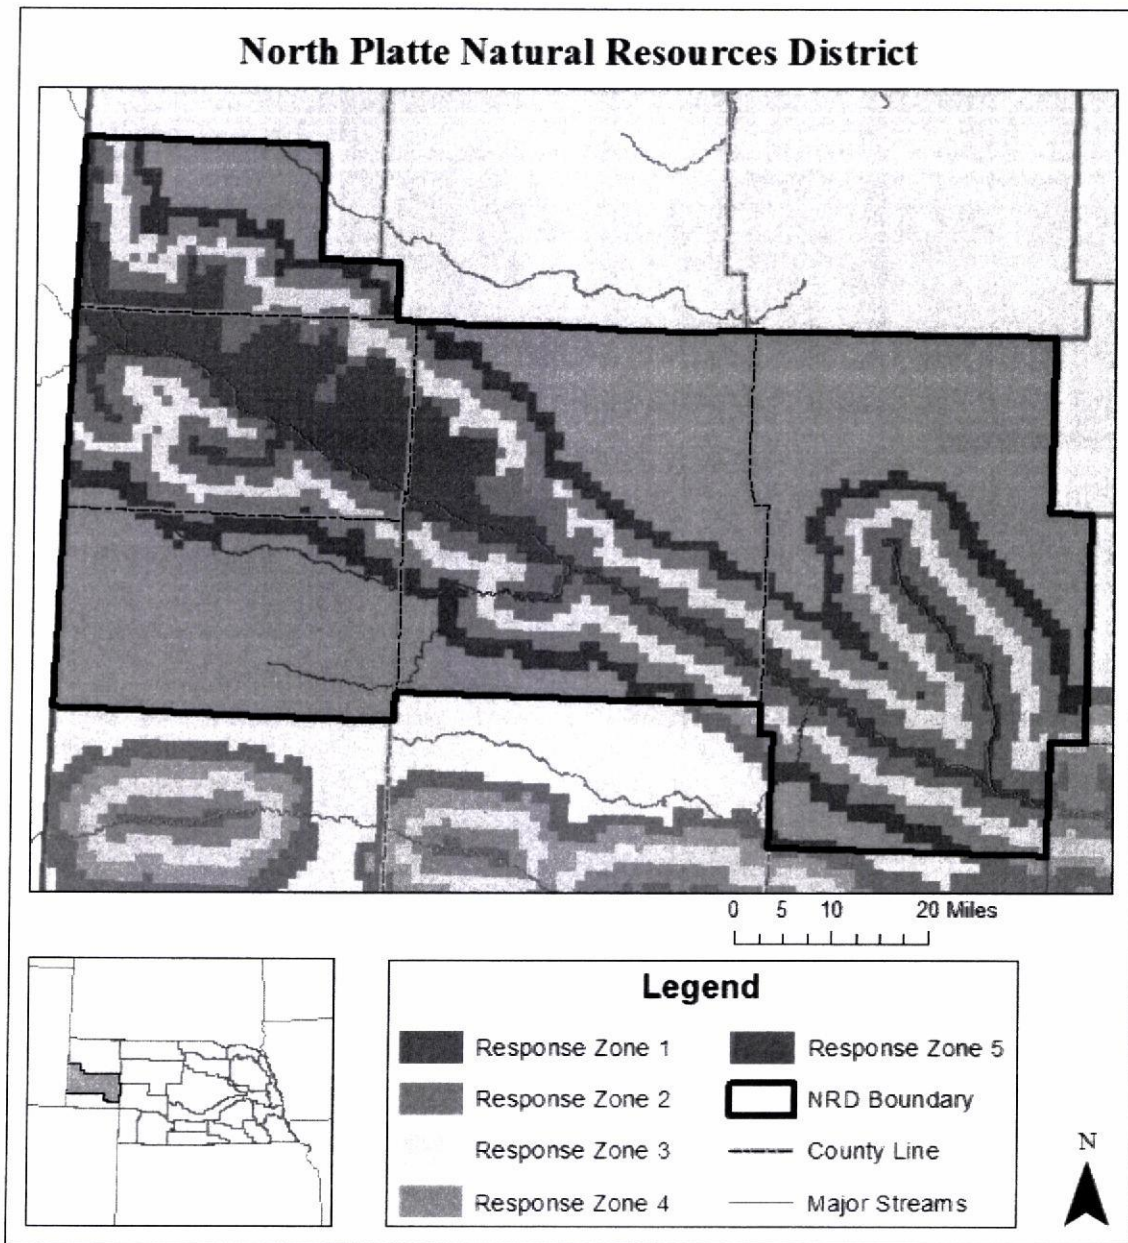 North Platte Natural Resources District
0 5 10 20 Miles
Legend
Response Zone 1
Response Zone 2
Response Zone 3
Response Zone 4
Response Zone 5
NRD Boundary
County Line
Major Streams
N